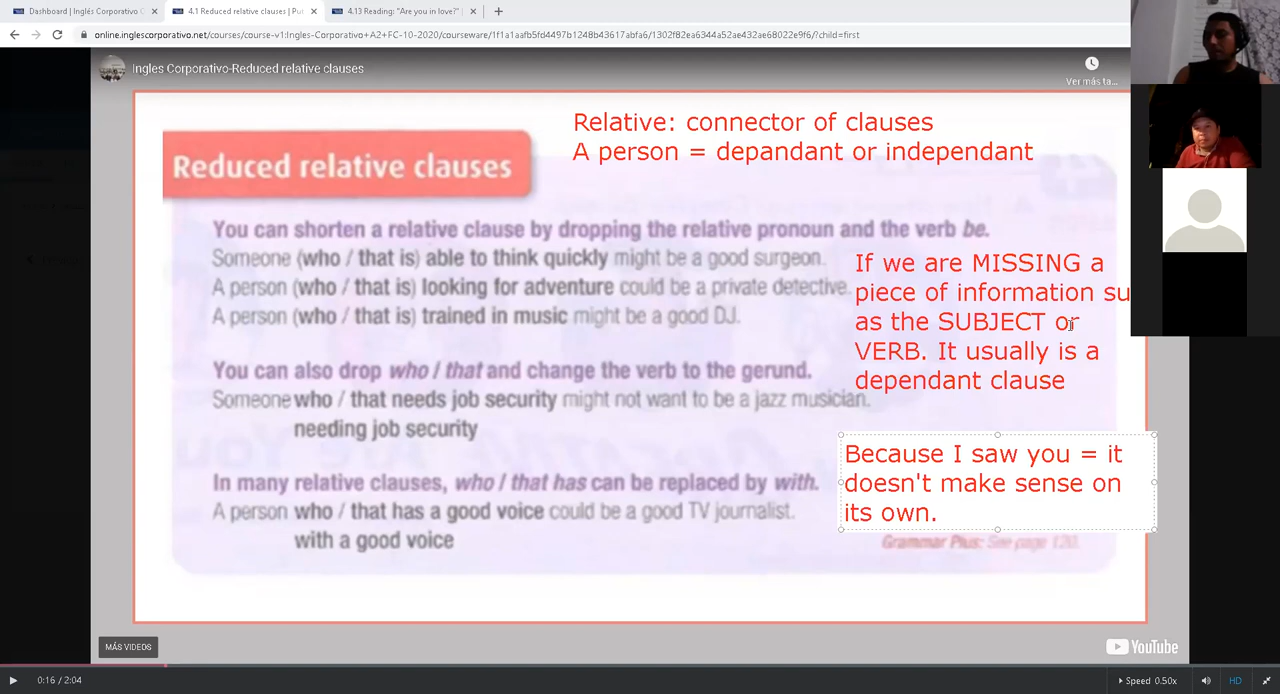 Dashboard | Inglés Corporativo C
4.1 Reduced relative clauses | Pu
4.13 Reading: "Are you in love?" |
online.inglescorporativo.net/courses/course-v1:Ingles-Corporativo+A2+FC-10-2020/courseware/1f1a1aafb5fd4497b1248b43617abfa6/1302f82ea6344a52ae432ae68022e9f6/?child=first
Ingles Corporativo-Reduced relative clauses
Ver más ta...
Relative: connector of clauses
A person = depandant or independant
Reduced relative clauses
You can shorten a relative clause by dropping the relative pronoun and the verb be.
Someone (who / that is) able to think quickly might be a good surgeon.
A person (who / that is) looking for adventure could be a private detective.
A person (who / that is) trained in music might be a good DJ.
If we are MISSING a
piece of information su
as the SUBJECT or
VERB. It usually is a
dependant clause
You can also drop who / that and change the verb to the gerund.
Someone who / that needs job security might not want to be a jazz musician.
needing job security
Because I saw you = it
doesn't make sense on
its own.
In many relative clauses, who / that has can be replaced by with.
A person who / that has a good voice could be a good TV journalist.
with a good voice
Grammar Plus: See page 120.
MÁS VIDEOS
YouTube
0:16 / 2:04
Speed 0.50x
HD